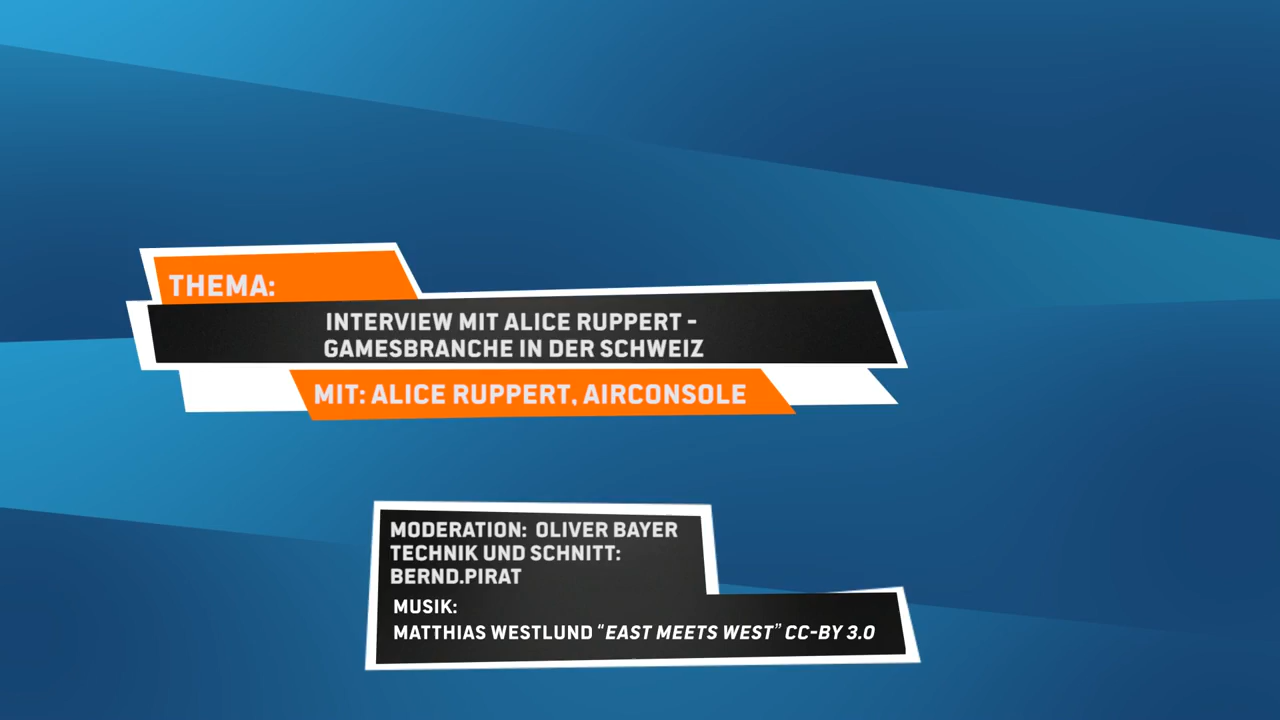 THEMA:
INTERVIEW MIT ALICE RUPPERT -
GAMESBRANCHE IN DER SCHWEIZ
MIT: ALICE RUPPERT, AIRCONSOLE
MODERATION: OLIVER BAYER
TECHNIK UND SCHNITT:
BERND.PIRAT
MUSIK:
MATTHIAS WESTLUND "EAST MEETS WEST" CC-BY 3.0